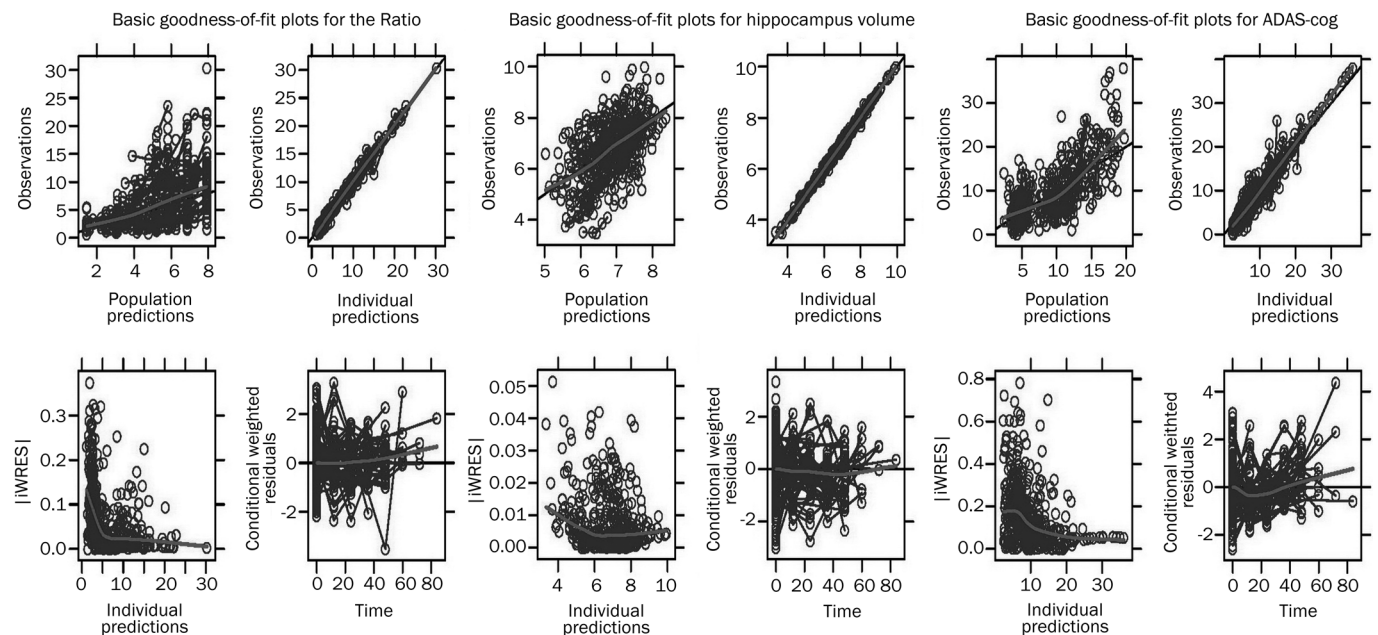 Basic goodness-of-fit plots for the Ratio
Basic goodness-of-fit plots for hippocampus volume
Basic goodness-of-fit plots for ADAS-cog
Observations
30
25
20
15
10
5
0
2 4 6 8
Population
predictions
Observations
30
25
20
15
10
5
0
0 10 20 30
Individual
predictions
Observations
10
8
6
4
5 6 7 8
Population
predictions
Observations
10
8
6
4
4 6 8 10
Individual
predictions
Observations
30
20
10
0
5 10 15 20
Population
predictions
Observations
30
20
10
0
10 20 30
Individual
predictions
|iWRES|
0.3
0.2
0.1
0.0
0 10 20 30
Individual
predictions
Conditional weighted
residuals
2
0
-2
0 20 40 60 80
Time
|iWRES|
0.05
0.04
0.03
0.02
0.01
0.00
4 6 8 10
Individual
predictions
Conditional weighted
residuals
2
0
-2
0 20 40 60 80
Time
|iWRES|
0.8
0.6
0.4
0.2
0.0
0 10 20 30
Individual
predictions
Conditional weithted
residuals
4
2
0
-2
0 20 40 60 80
Time